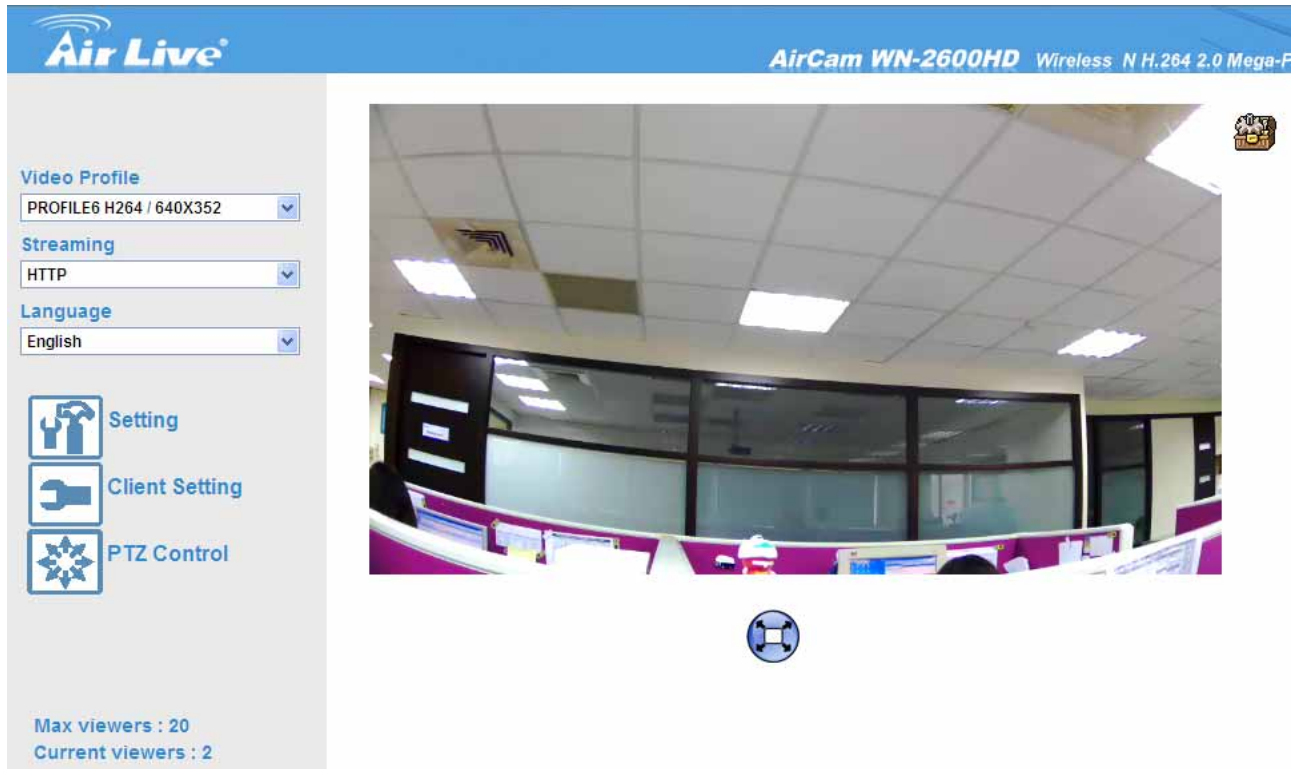 Air Live®
AirCam WN-2600HD Wireless N H.264 2.0 Mega-P
Video Profile
PROFILE6 H264 / 640X352
Streaming
HTTP
Language
English
Setting
Client Setting
PTZ Control
Max viewers : 20
Current viewers : 2